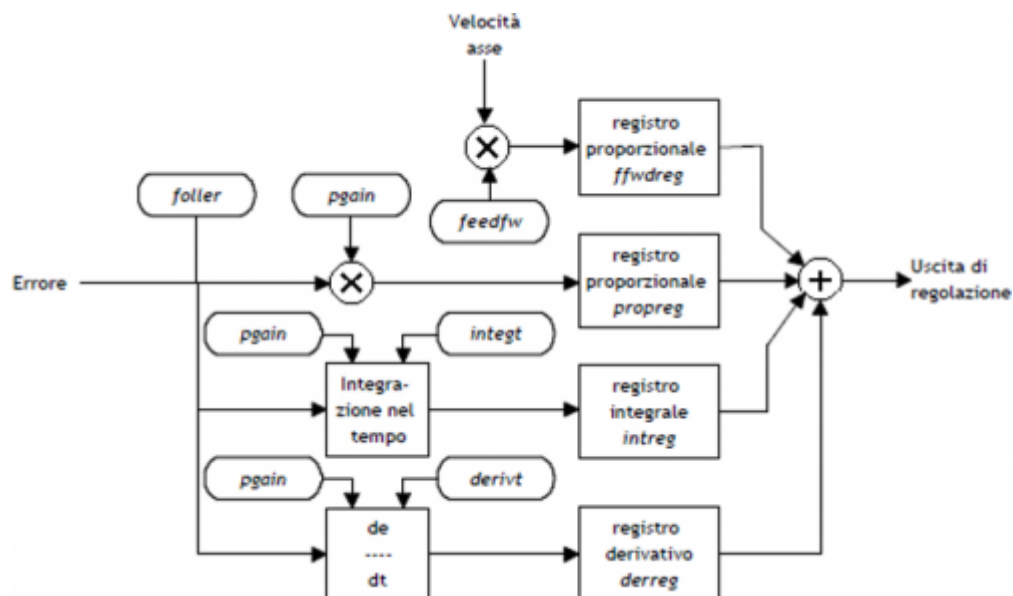 Velocità
asse
registro
proporzionale
ffwdreg
foller
pgain
feedfw
Errore
registro
proporzionale
propreg
Uscita di
regolazione
pgain
integt
Integra-
zione nel
tempo
registro
integrale
intreg
pgain
derivt
de
----
dt
registro
derivativo
derreg